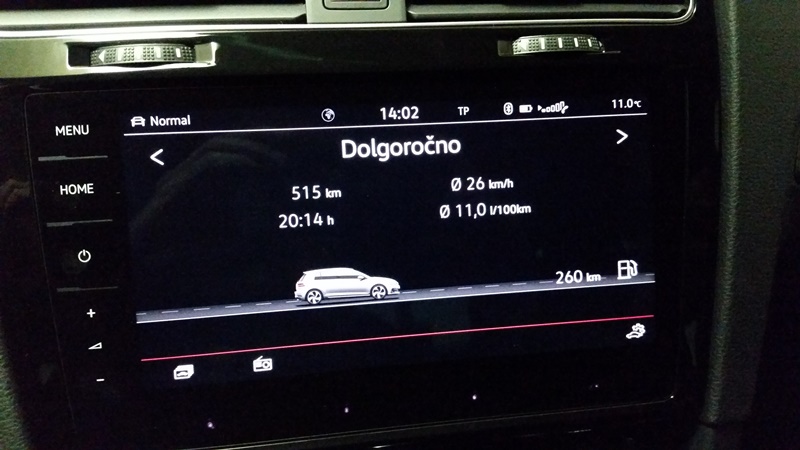 MENU
HOME
Normal
14:02
TP
11.0°C
<
Dolgoročno
>
515 km
Ø 26 km/h
20:14 h
Ø 11,0 l/100km
260 km
+
−